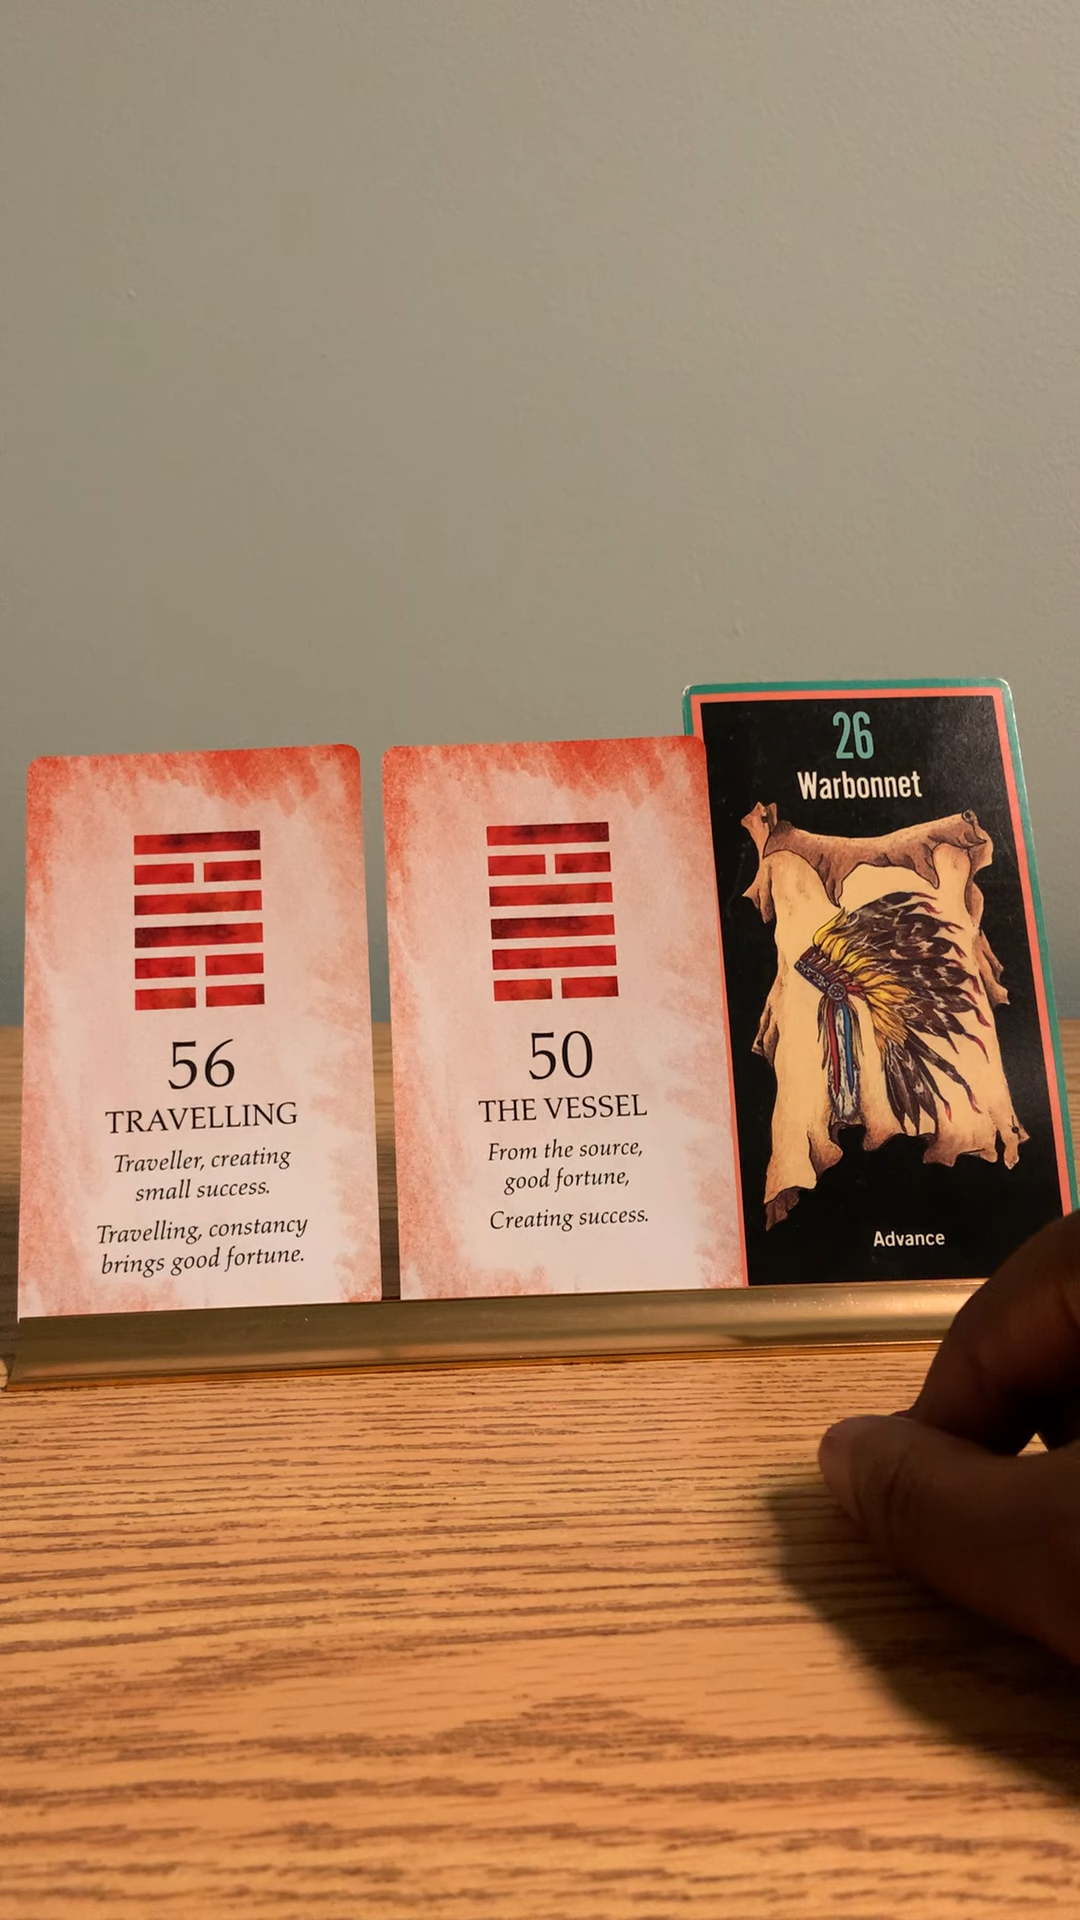 56
TRAVELLING
Traveller, creating
small success.
Travelling, constancy
brings good fortune.
50
THE VESSEL
From the source,
good fortune,
Creating success.
26
Warbonnet
Advance